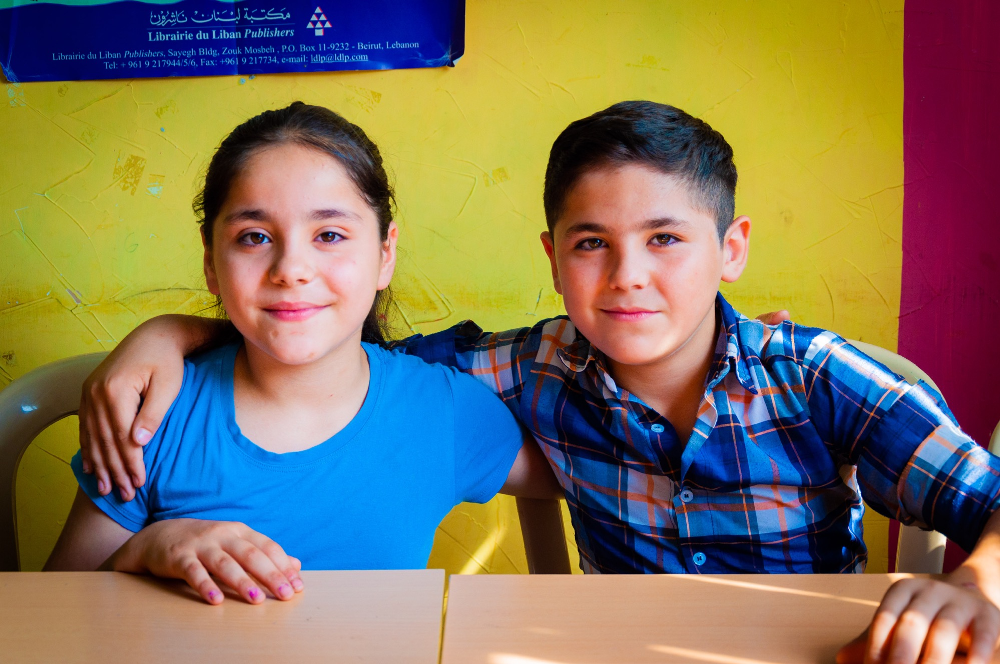 مكتبة لبنان ناشرون
Librairie du Liban Publishers
Librairie du Liban Publishers, Sayegh Bldg, Zouk Mosbeh , P.O. Box 11-9232 - Beirut, Lebanon
Tel: + 961 9 217944/5/6, Fax: +961 9 217734, e-mail: ldlp@ldlp.com